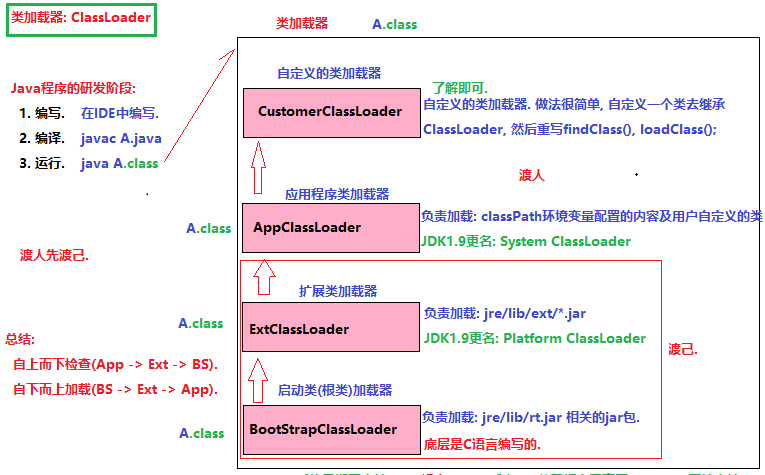 类加载器: ClassLoader
类加载器 A.class
Java程序的研发阶段:
1. 编写. 在IDE中编写.
2. 编译. javac A.java
3. 运行. java A.class
自定义的类加载器
CustomerClassLoader
了解即可.
自定义的类加载器. 做法很简单, 自定义一个类去继承
ClassLoader, 然后重写findClass(), loadClass();
渡人
应用程序类加载器
A.class
AppClassLoader
负责加载: classPath环境变量配置的内容及用户自定义的类
JDK1.9更名: System ClassLoader
渡人先渡己.
扩展类加载器
A.class
ExtClassLoader
负责加载: jre/lib/ext/*.jar
JDK1.9更名: Platform ClassLoader
渡己.
总结:
自上而下检查(App -> Ext -> BS).
自下而上加载(BS -> Ext -> App).
启动类(根类)加载器
A.class
BootStrapClassLoader
负责加载: jre/lib/rt.jar 相关的jar包.
底层是C语言编写的.